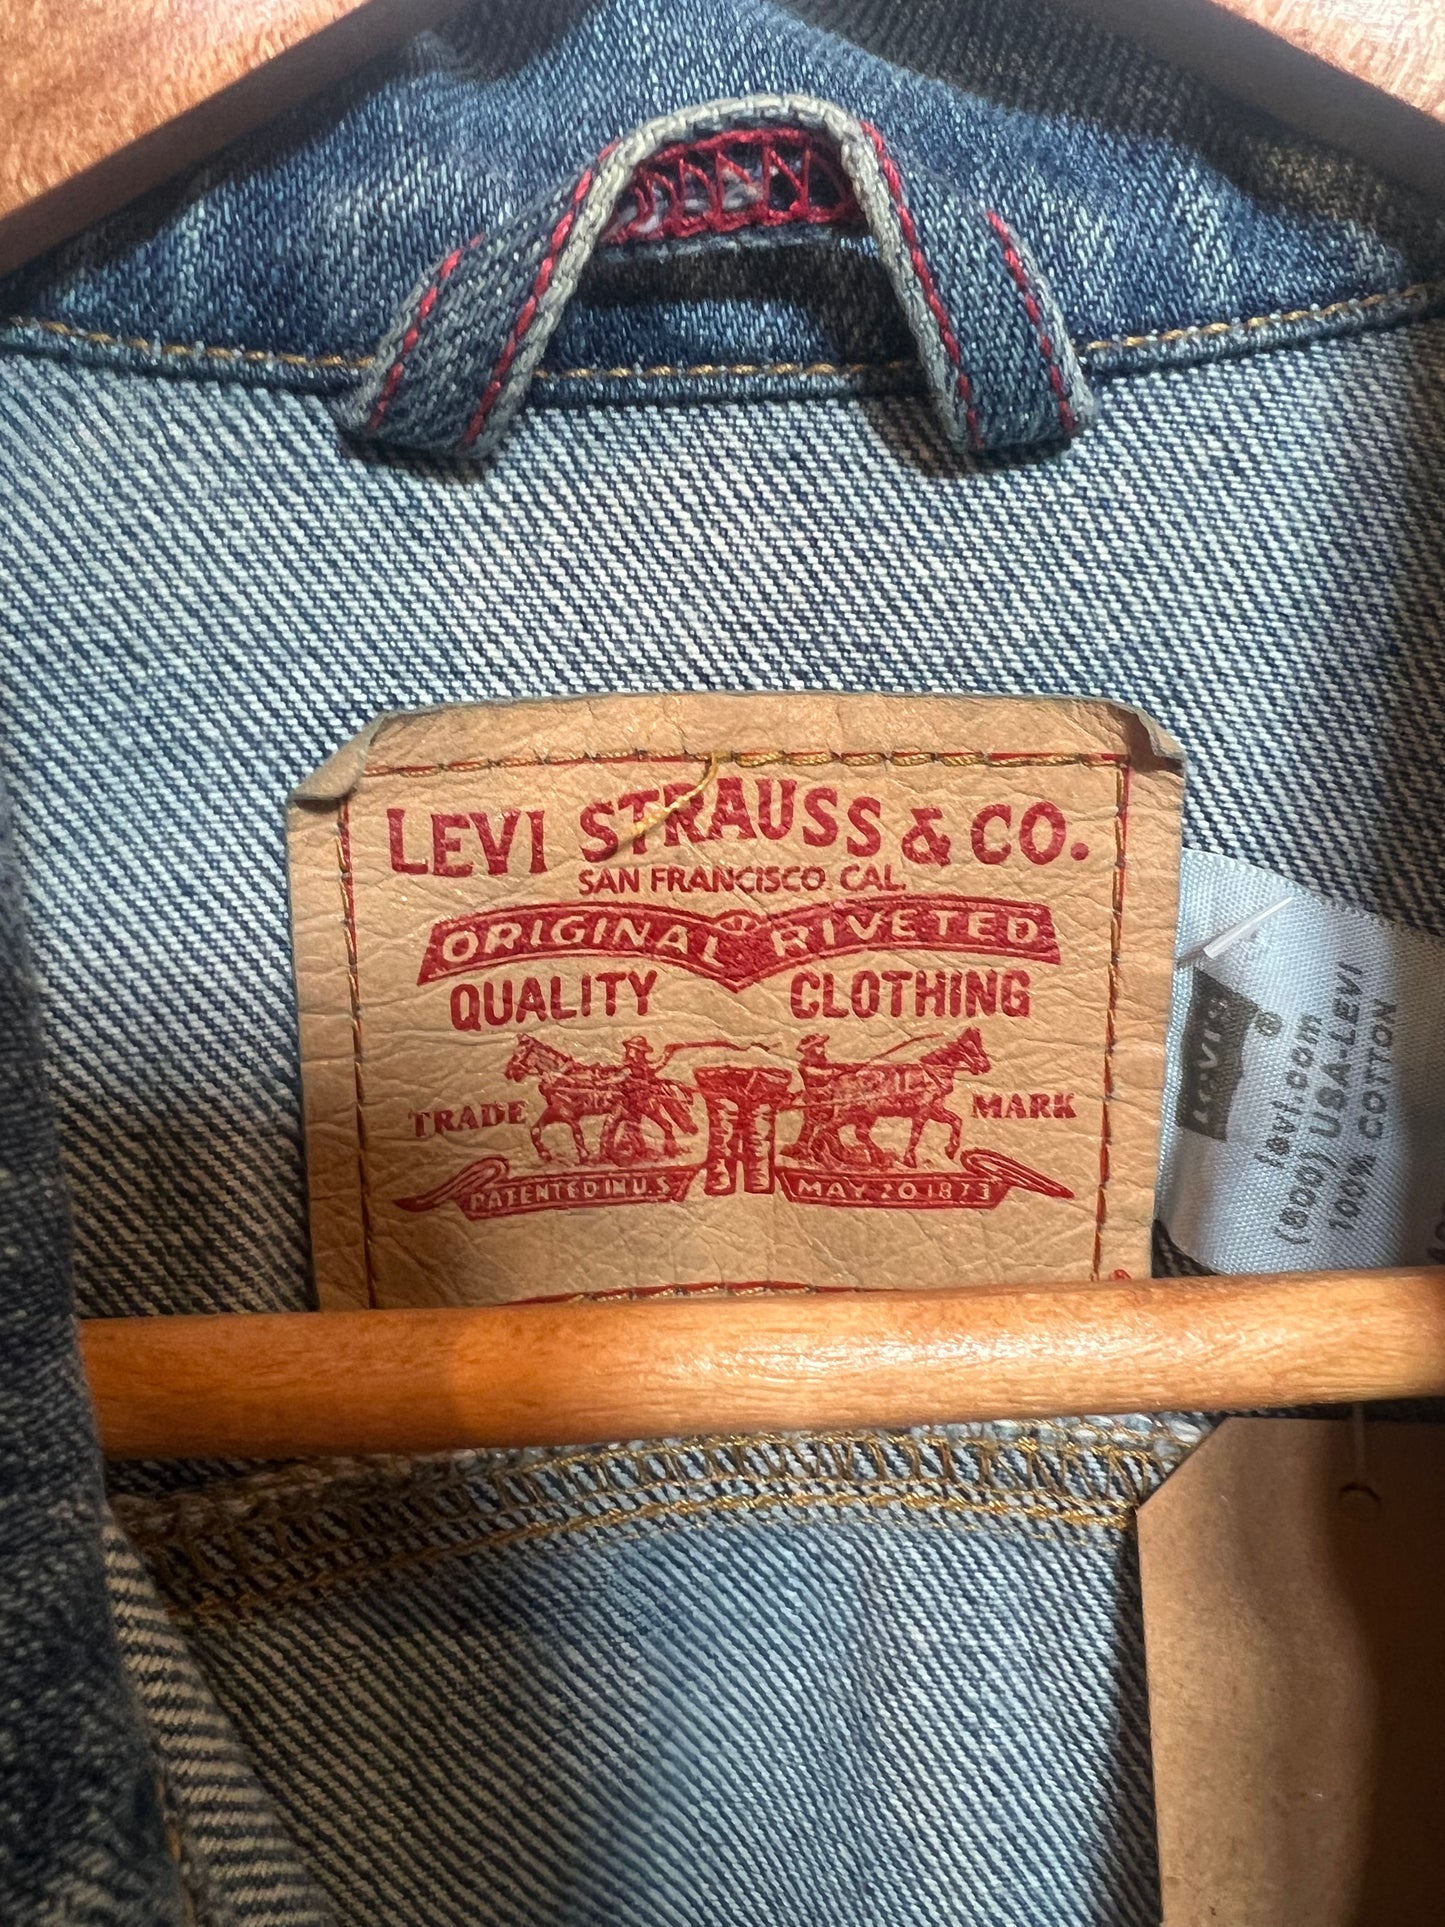 LEVI STRAUSS & CO.
SAN FRANCISCO. CAL.
ORIGINAL RIVETED
QUALITY CLOTHING
TRADE MARK
PATENTED IN U.S. MAY 20 1873
LEVI'S
®
levi.com
(800) USA-LEVI
100% COTTON